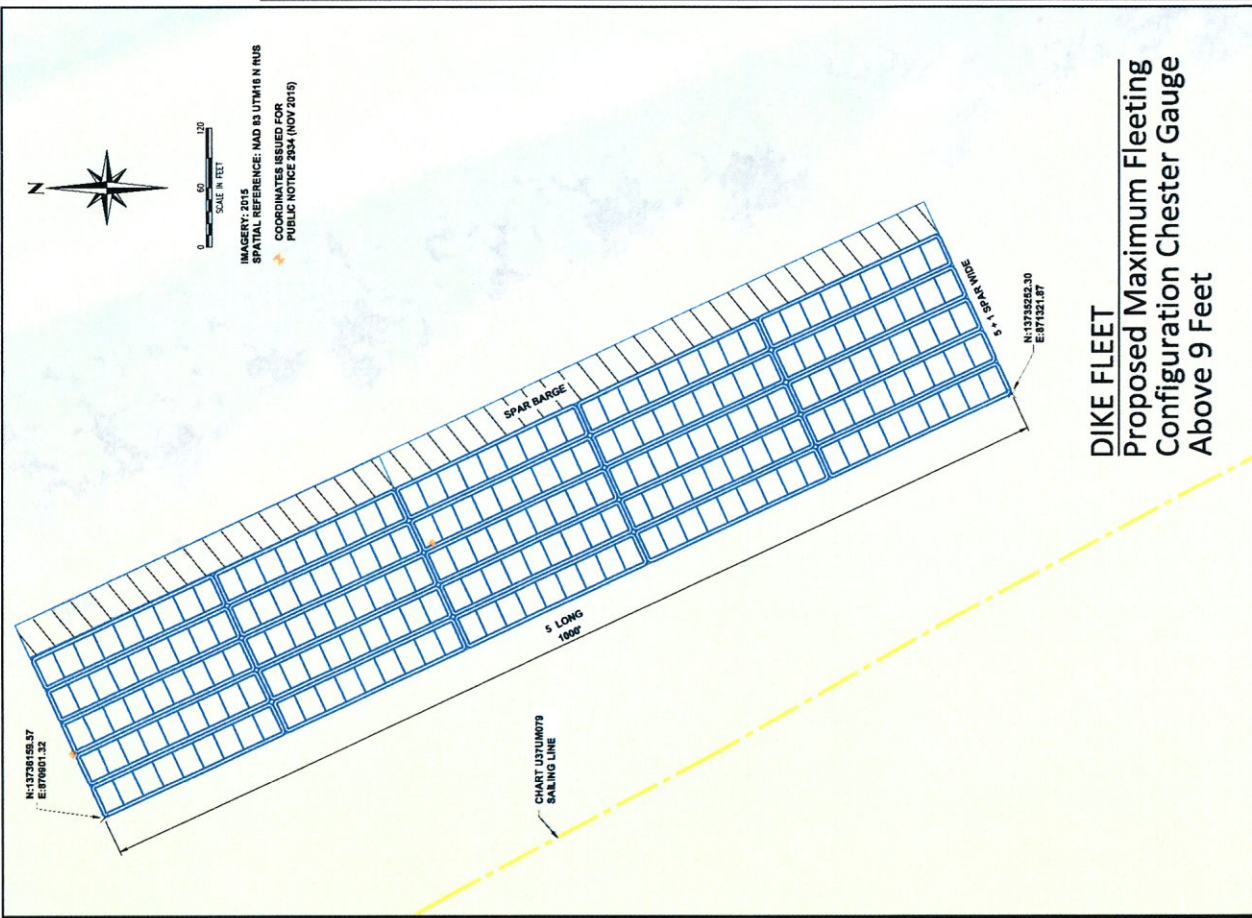 N
0 60 120
SCALE IN FEET
IMAGERY: 2015
SPATIAL REFERENCE: NAD 83 UTM16 N ftUS
COORDINATES ISSUED FOR
PUBLIC NOTICE 2934 (NOV 2015)
N:13736159.57
E:870901.32
SPAR BARGE
5 LONG
1000'
5 + 1 SPAR WIDE
N:13735252.30
E:871321.87
CHART U37UM079
SAILING LINE
DIKE FLEET
Proposed Maximum Fleeting
Configuration Chester Gauge
Above 9 Feet